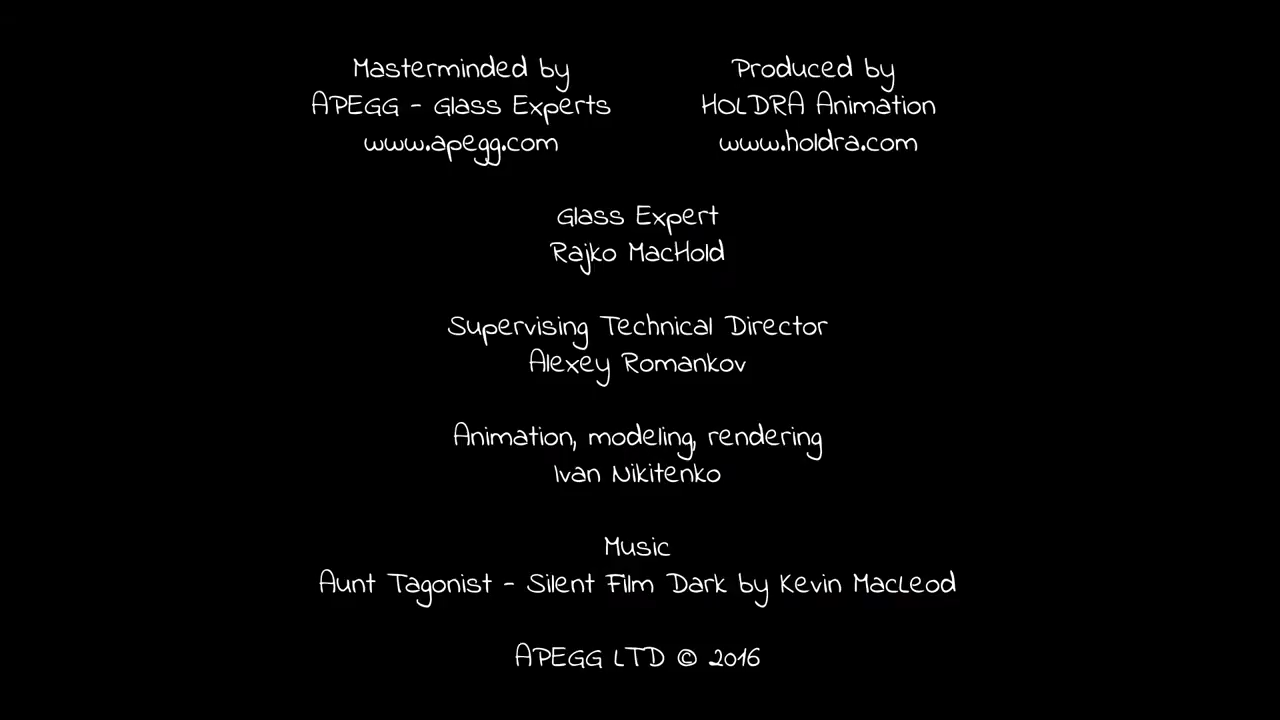 Masterminded by
APEGG - Glass Experts
www.apegg.com
Produced by
HOLDRA Animation
www.holdra.com
Glass Expert
Rajko MacHold
Supervising Technical Director
Alexey Romankov
Animation, modeling, rendering
Ivan Nikitenko
Music
Aunt Tagonist - Silent Film Dark by Kevin MacLeod
APEGG LTD © 2016